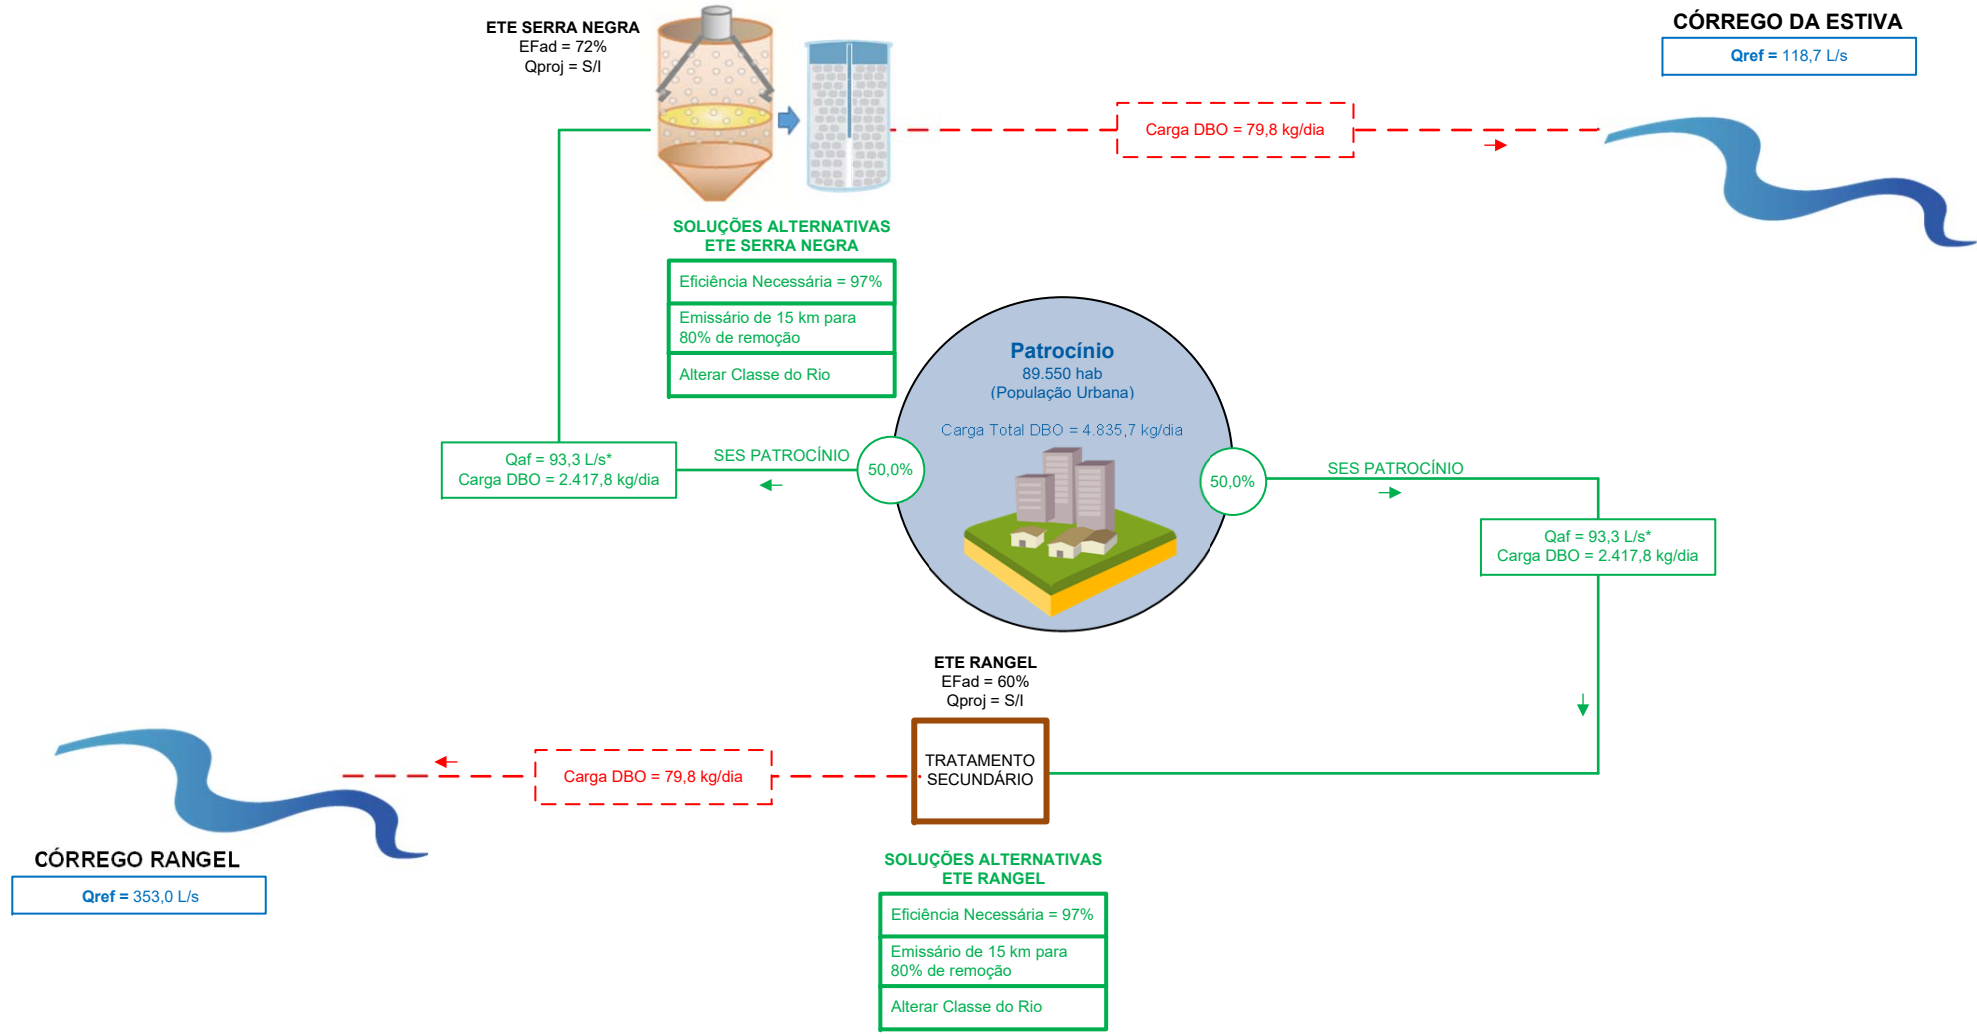 ETE SERRA NEGRA
EFad = 72%
Qproj = S/I
CÓRREGO DA ESTIVA
Qref = 118,7 L/s
Carga DBO = 79,8 kg/dia
SOLUÇÕES ALTERNATIVAS
ETE SERRA NEGRA
Eficiência Necessária = 97%
Emissário de 15 km para
80% de remoção
Alterar Classe do Rio
Patrocínio
89.550 hab
(População Urbana)
Carga Total DBO = 4.835,7 kg/dia
Qaf = 93,3 L/s*
Carga DBO = 2.417,8 kg/dia
SES PATROCÍNIO
50,0%
50,0%
SES PATROCÍNIO
Qaf = 93,3 L/s*
Carga DBO = 2.417,8 kg/dia
ETE RANGEL
EFad = 60%
Qproj = S/I
TRATAMENTO
SECUNDÁRIO
Carga DBO = 79,8 kg/dia
CÓRREGO RANGEL
Qref = 353,0 L/s
SOLUÇÕES ALTERNATIVAS
ETE RANGEL
Eficiência Necessária = 97%
Emissário de 15 km para
80% de remoção
Alterar Classe do Rio